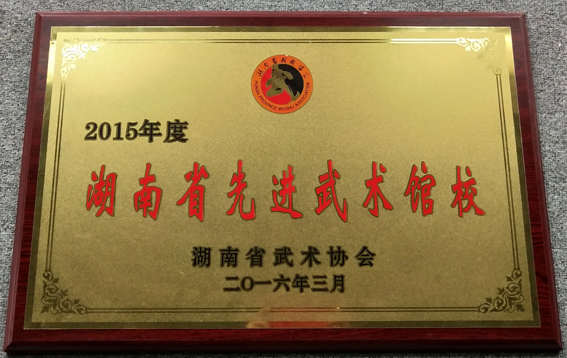 2015年度
湖南省先进武术馆校
湖南省武术协会
二〇一六年三月